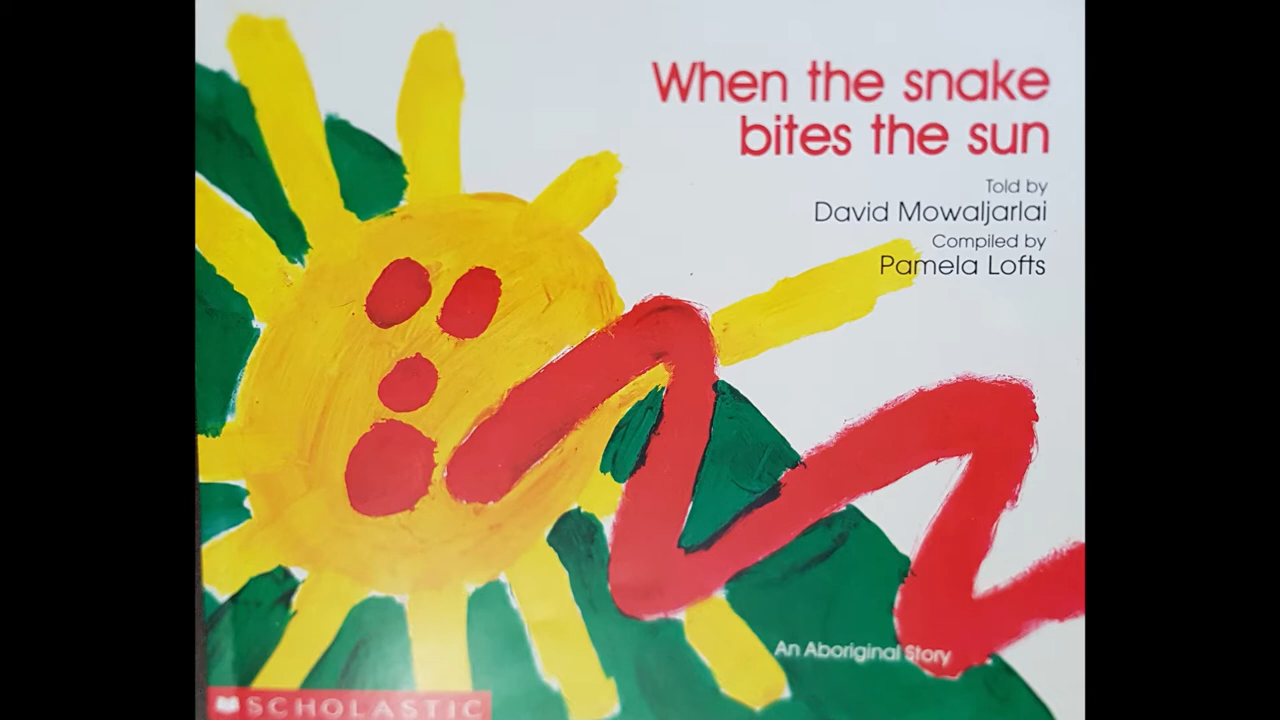 When the snake
bites the sun
Told by
David Mowaljarlai
Compiled by
Pamela Lofts
An Aboriginal Story
SCHOLASTIC